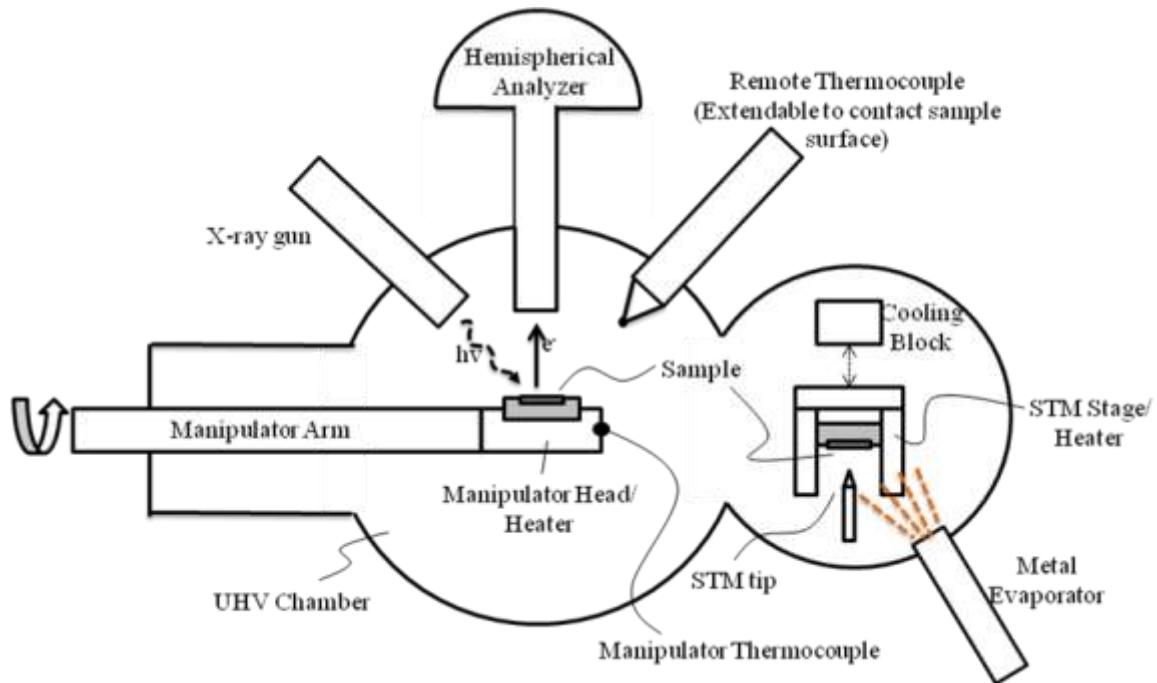 Hemispherical
Analyzer
Remote Thermocouple
(Extendable to contact sample
surface)
X-ray gun
Cooling
Block
hν
e-
Sample
STM Stage/
Heater
Manipulator Arm
Manipulator Head/
Heater
STM tip
Metal
Evaporator
UHV Chamber
Manipulator Thermocouple